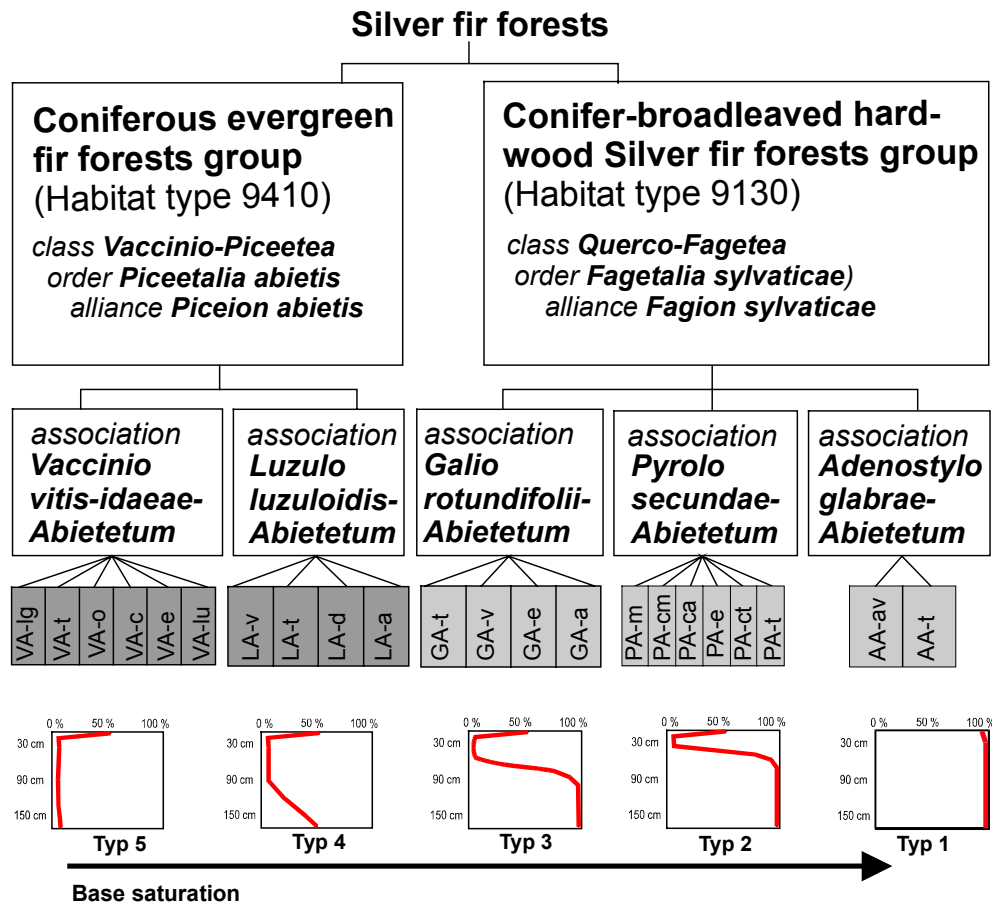 Silver fir forests
Coniferous evergreen
fir forests group
(Habitat type 9410)
class Vaccinio-Piceetea
order Piceetalia abietis
alliance Piceion abietis
Conifer-broadleaved hard-
wood Silver fir forests group
(Habitat type 9130)
class Querco-Fagetea
order Fagetalia sylvaticae)
alliance Fagion sylvaticae
association
Vaccinio
vitis-idaeae-
Abietetum
association
Luzulo
luzuloidis-
Abietetum
association
Galio
rotundifolii-
Abietetum
association
Pyrolo
secundae-
Abietetum
association
Adenostylo
glabrae-
Abietetum
VA-lg
VA-t
VA-o
VA-c
VA-e
VA-lu
LA-v
LA-t
LA-d
LA-a
GA-t
GA-v
GA-e
GA-a
PA-m
PA-cm
PA-ca
PA-e
PA-ct
PA-t
AA-av
AA-t
0 % 50 % 100 %
30 cm
90 cm
150 cm
Typ 5
0 % 50 % 100 %
30 cm
90 cm
150 cm
Typ 4
0 % 50 % 100 %
30 cm
90 cm
150 cm
Typ 3
0 % 50 % 100 %
30 cm
90 cm
150 cm
Typ 2
0 % 50 % 100 %
30 cm
90 cm
150 cm
Typ 1
Base saturation